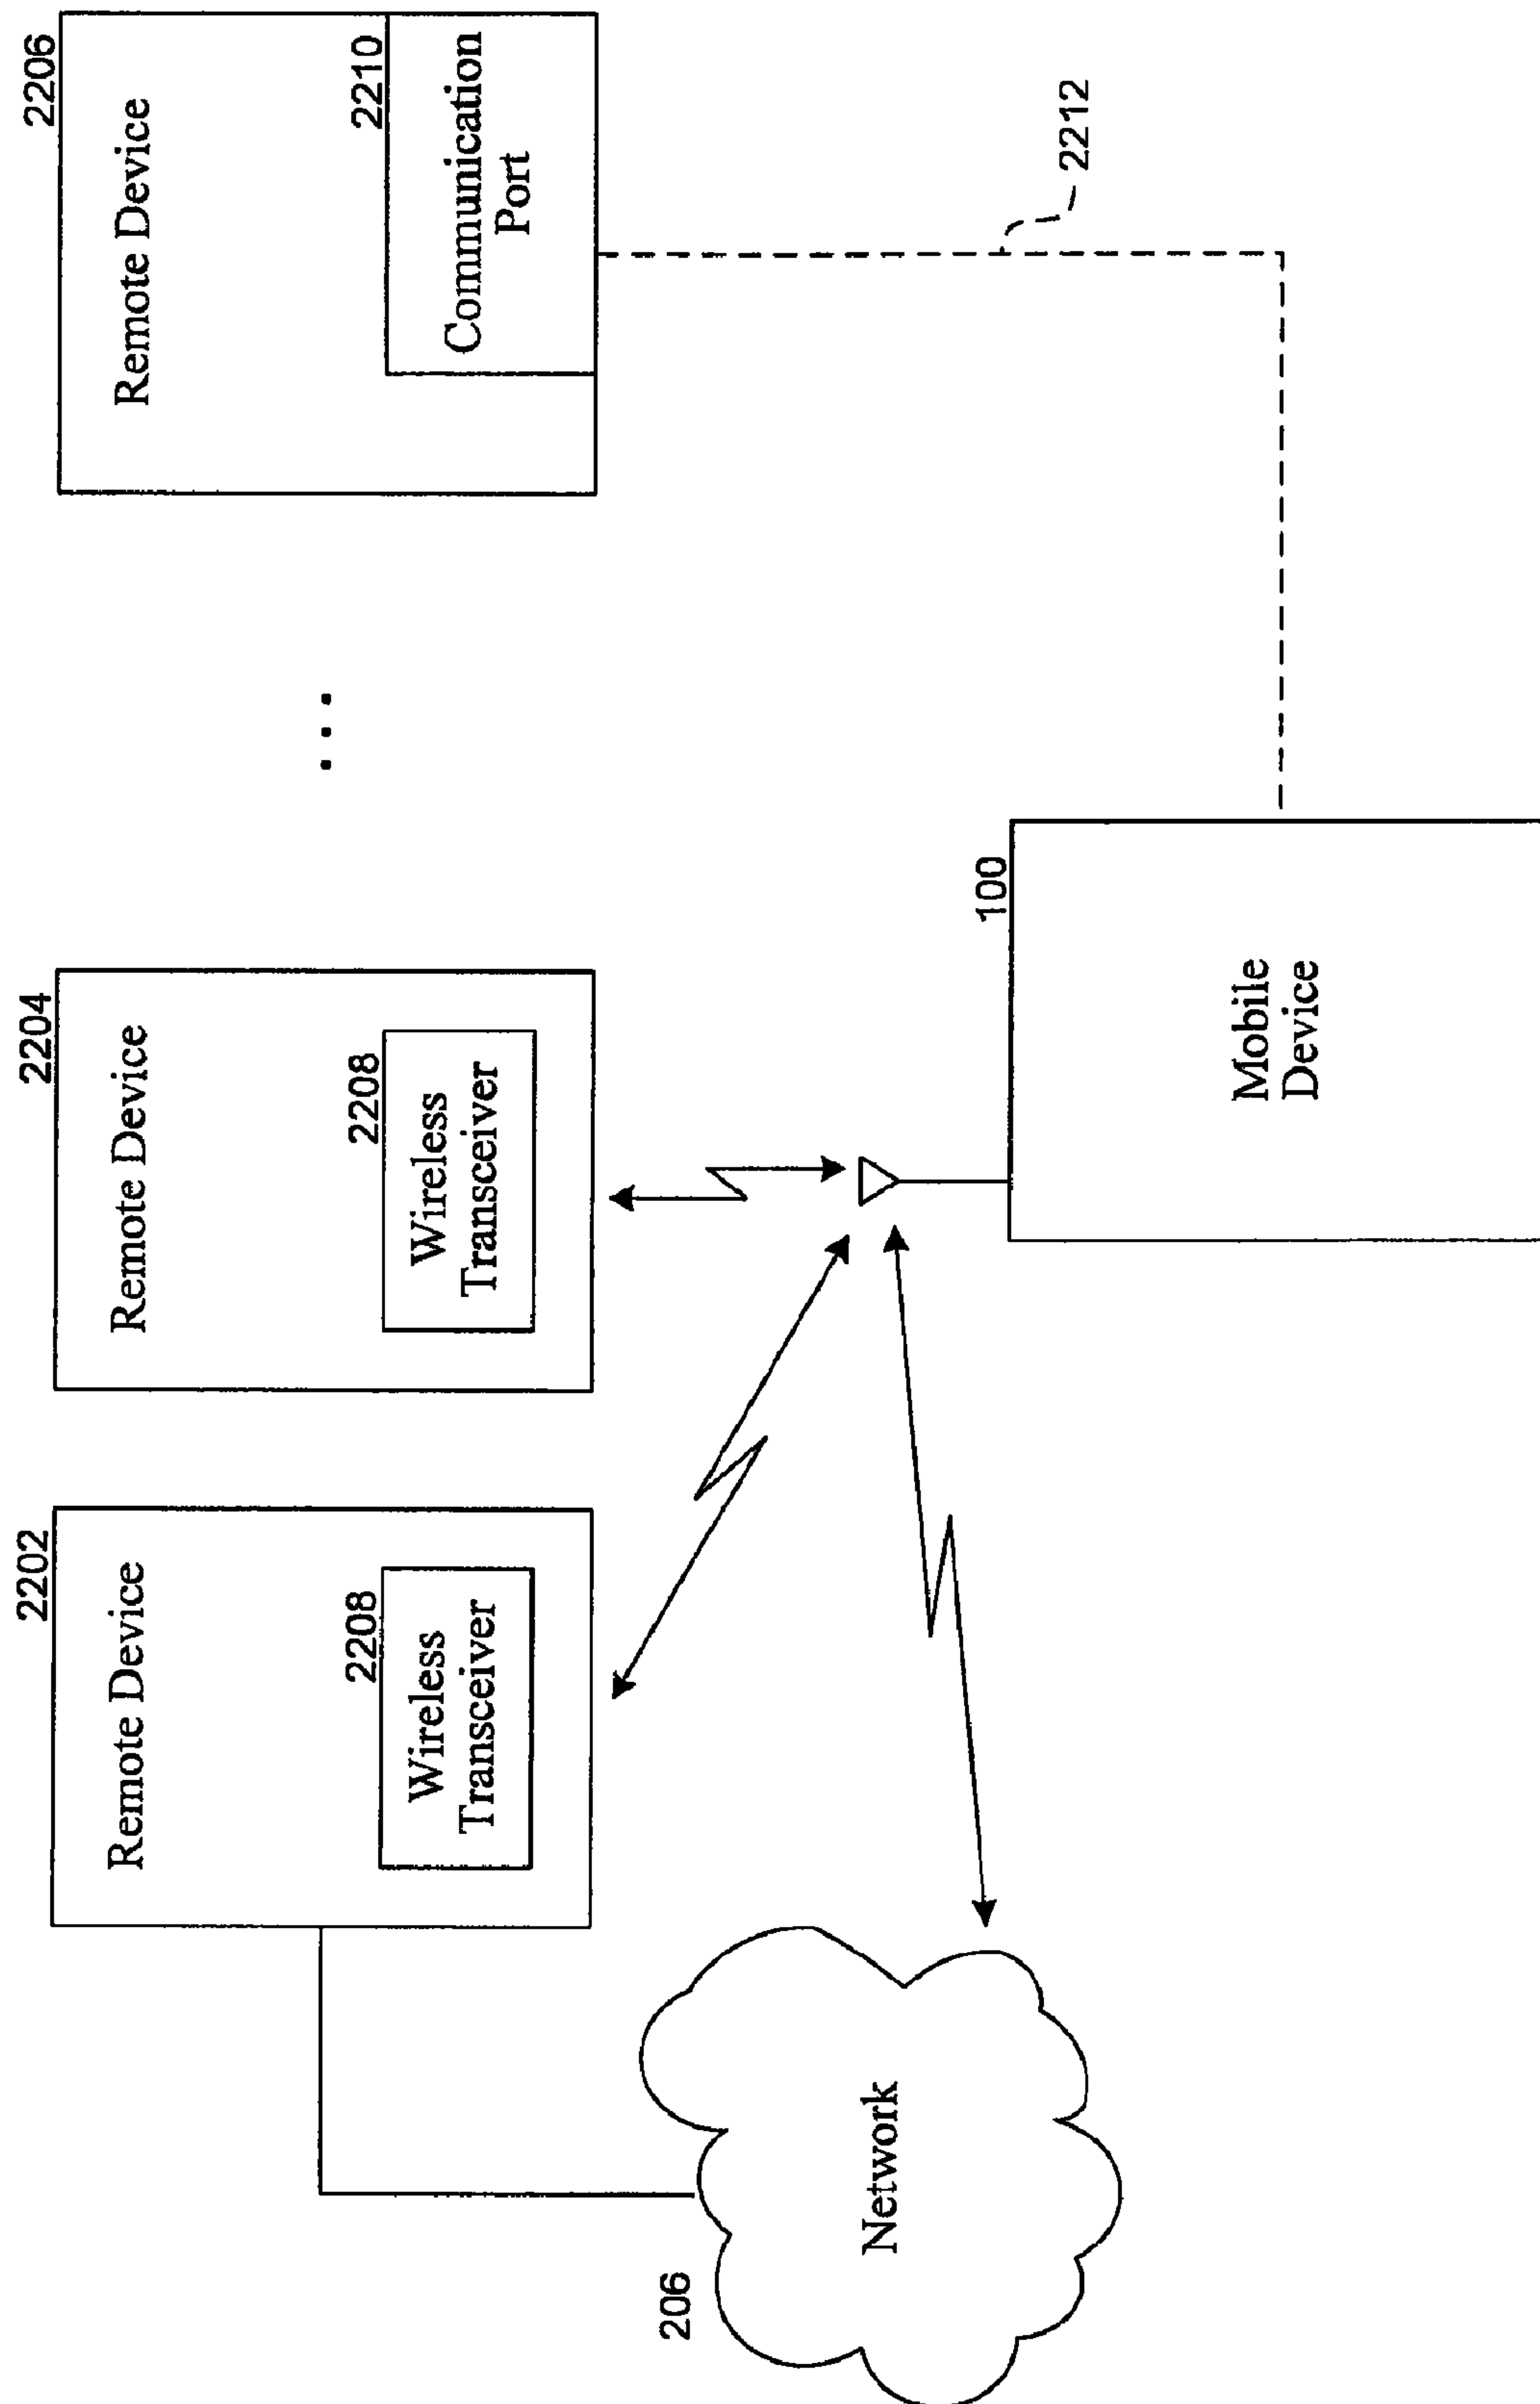 2202
Remote Device
2208
Wireless
Transceiver
2204
Remote Device
2208
Wireless
Transceiver
...
2206
Remote Device
2210
Communication
Port
2212
206
Network
100
Mobile
Device